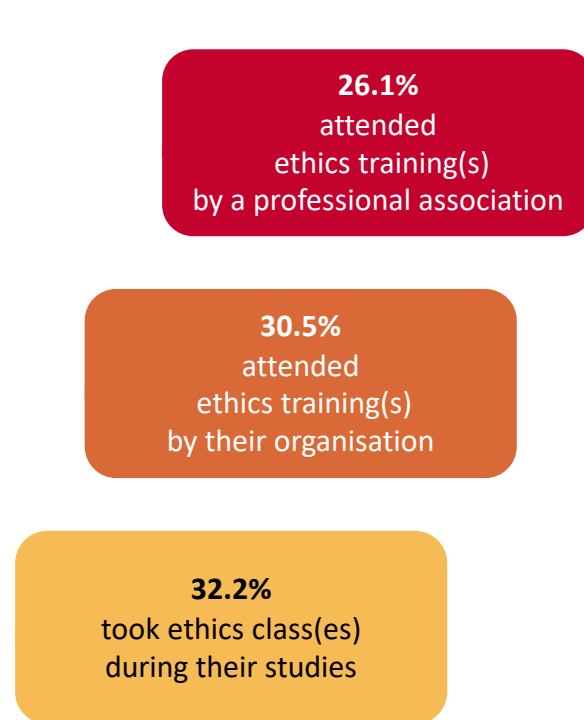 26.1%
attended
ethics training(s)
by a professional association
30.5%
attended
ethics training(s)
by their organisation
32.2%
took ethics class(es)
during their studies